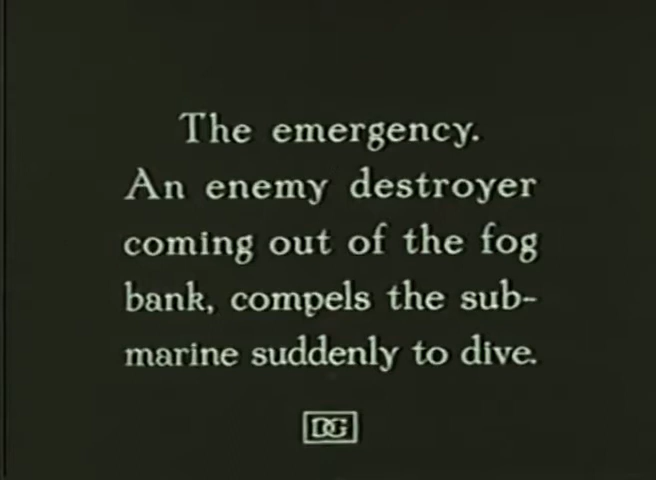 The emergency.
An enemy destroyer
coming out of the fog
bank, compels the sub-
marine suddenly to dive.
DG